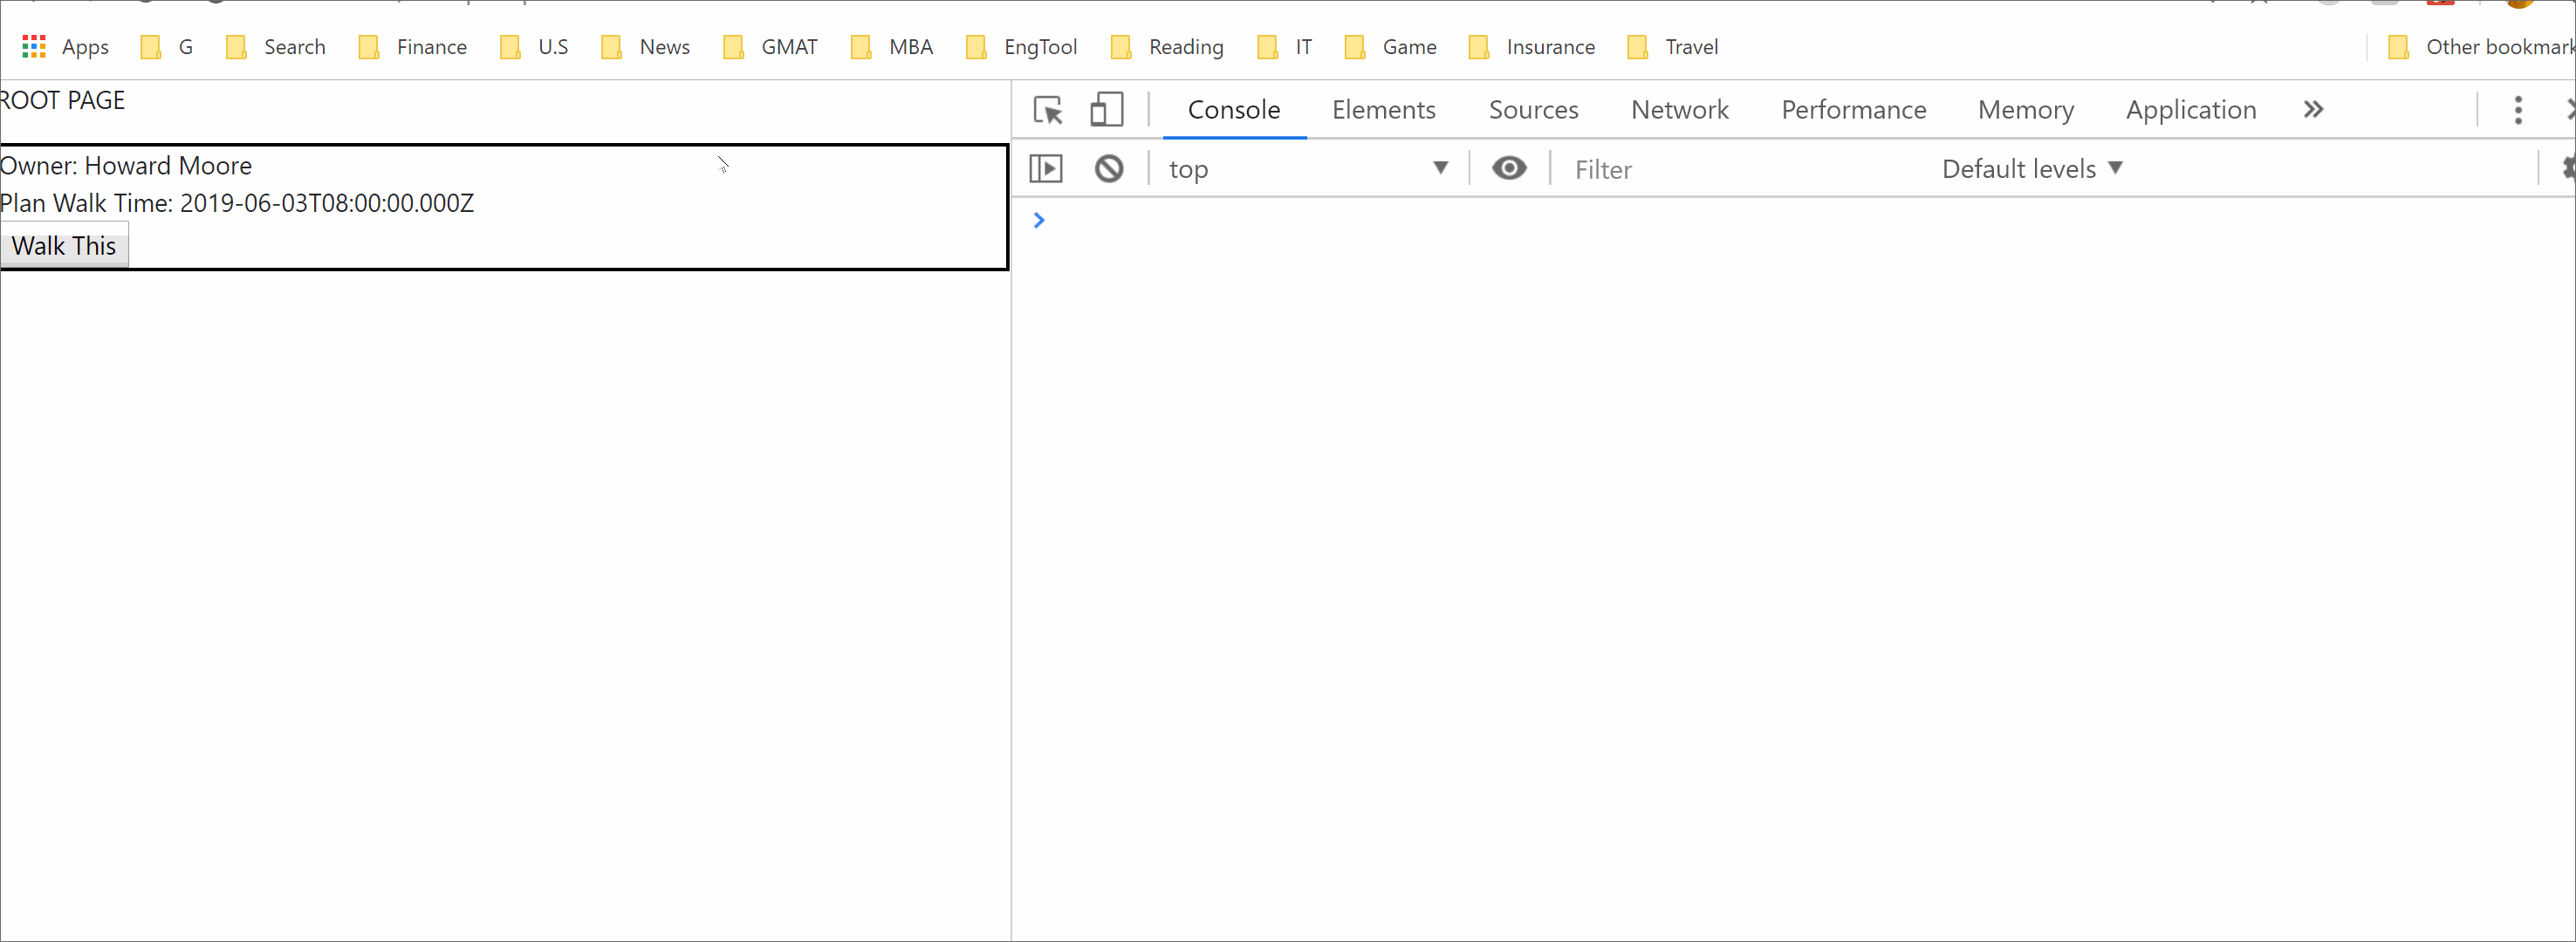 Apps G Search Finance U.S News GMAT MBA EngTool Reading IT Game Insurance Travel Other bookmark
ROOT PAGE
Owner: Howard Moore
Plan Walk Time: 2019-06-03T08:00:00.000Z
Walk This
Console Elements Sources Network Performance Memory Application
top Filter Default levels